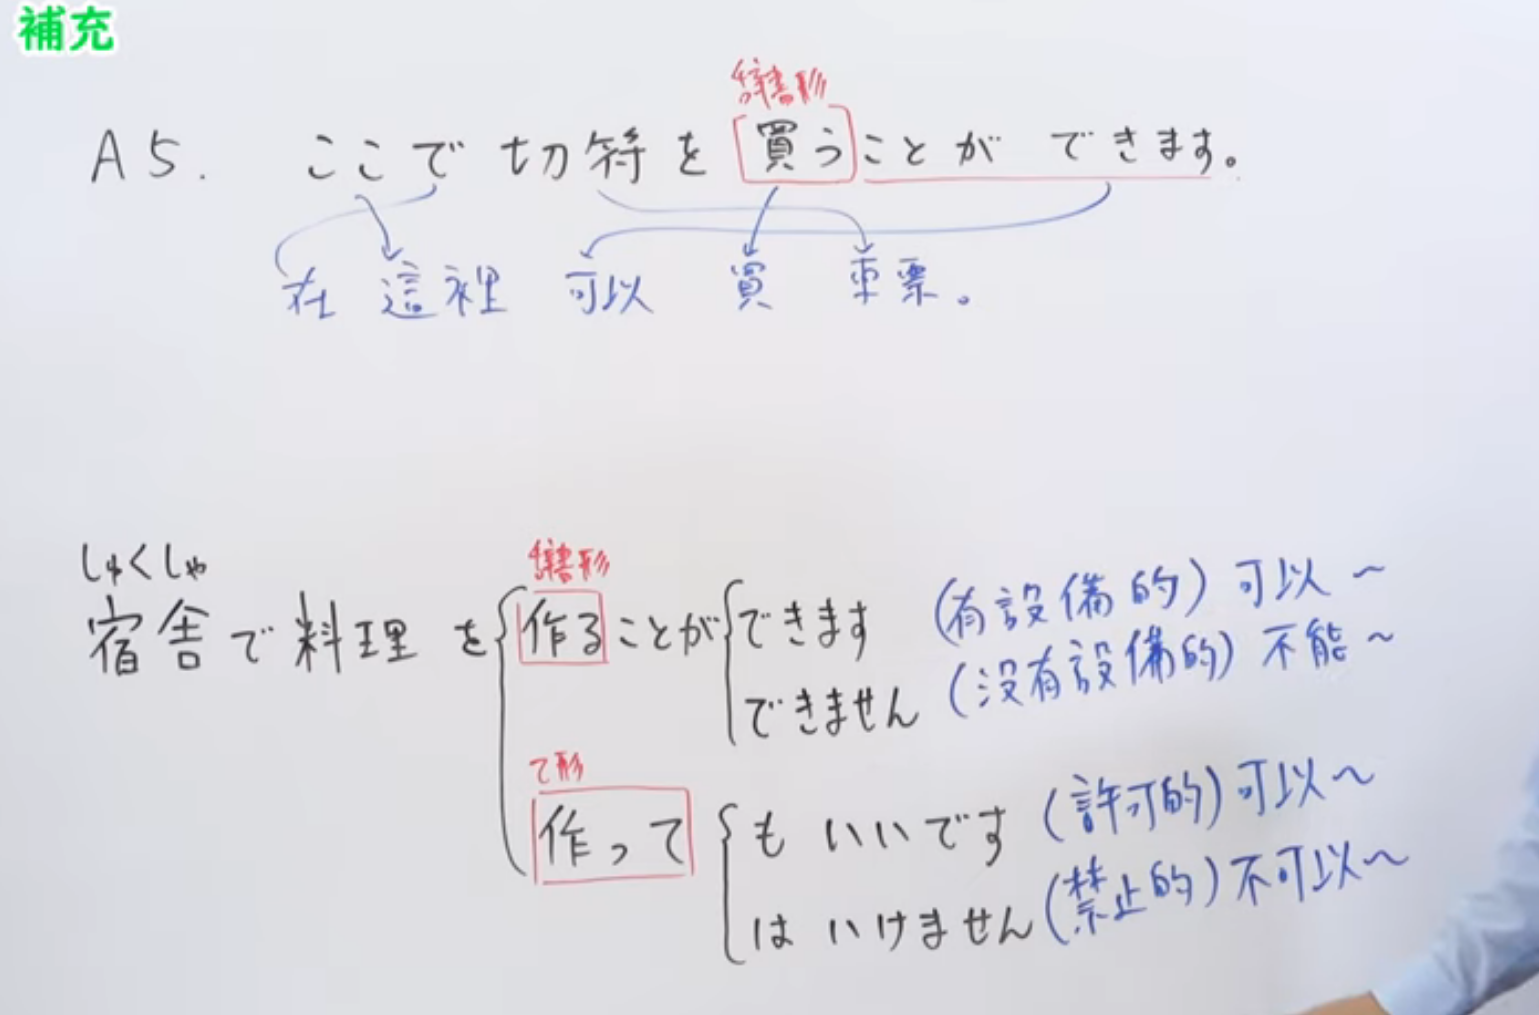 補充
辞書形
A5. ここで切符を買うことができます。
在這裡可以買車票。
しゅくしゃ
辞書形
宿舎で料理を作ることができます (有設備的)可以～
できません (没有設備的)不能～
て形
作ってもいいです (許可的)可以～
はいけません (禁止的)不可以～